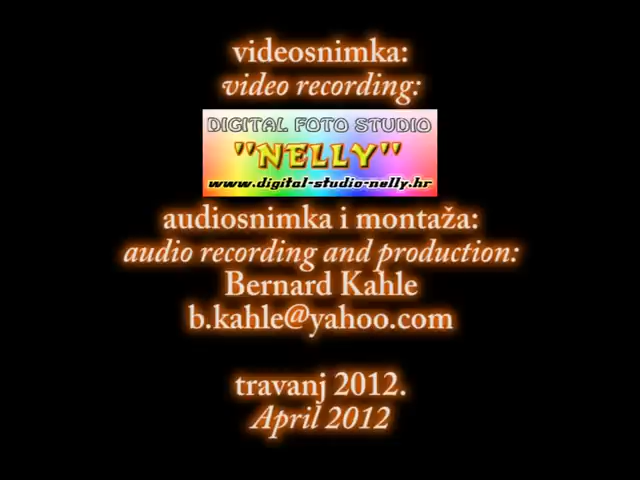 videosnimka:
video recording:
DIGITAL FOTO STUDIO
"NELLY"
www.digital-studio-nelly.hr
audiosnimka i montaža:
audio recording and production:
Bernard Kahle
b.kahle@yahoo.com
travanj 2012.
April 2012